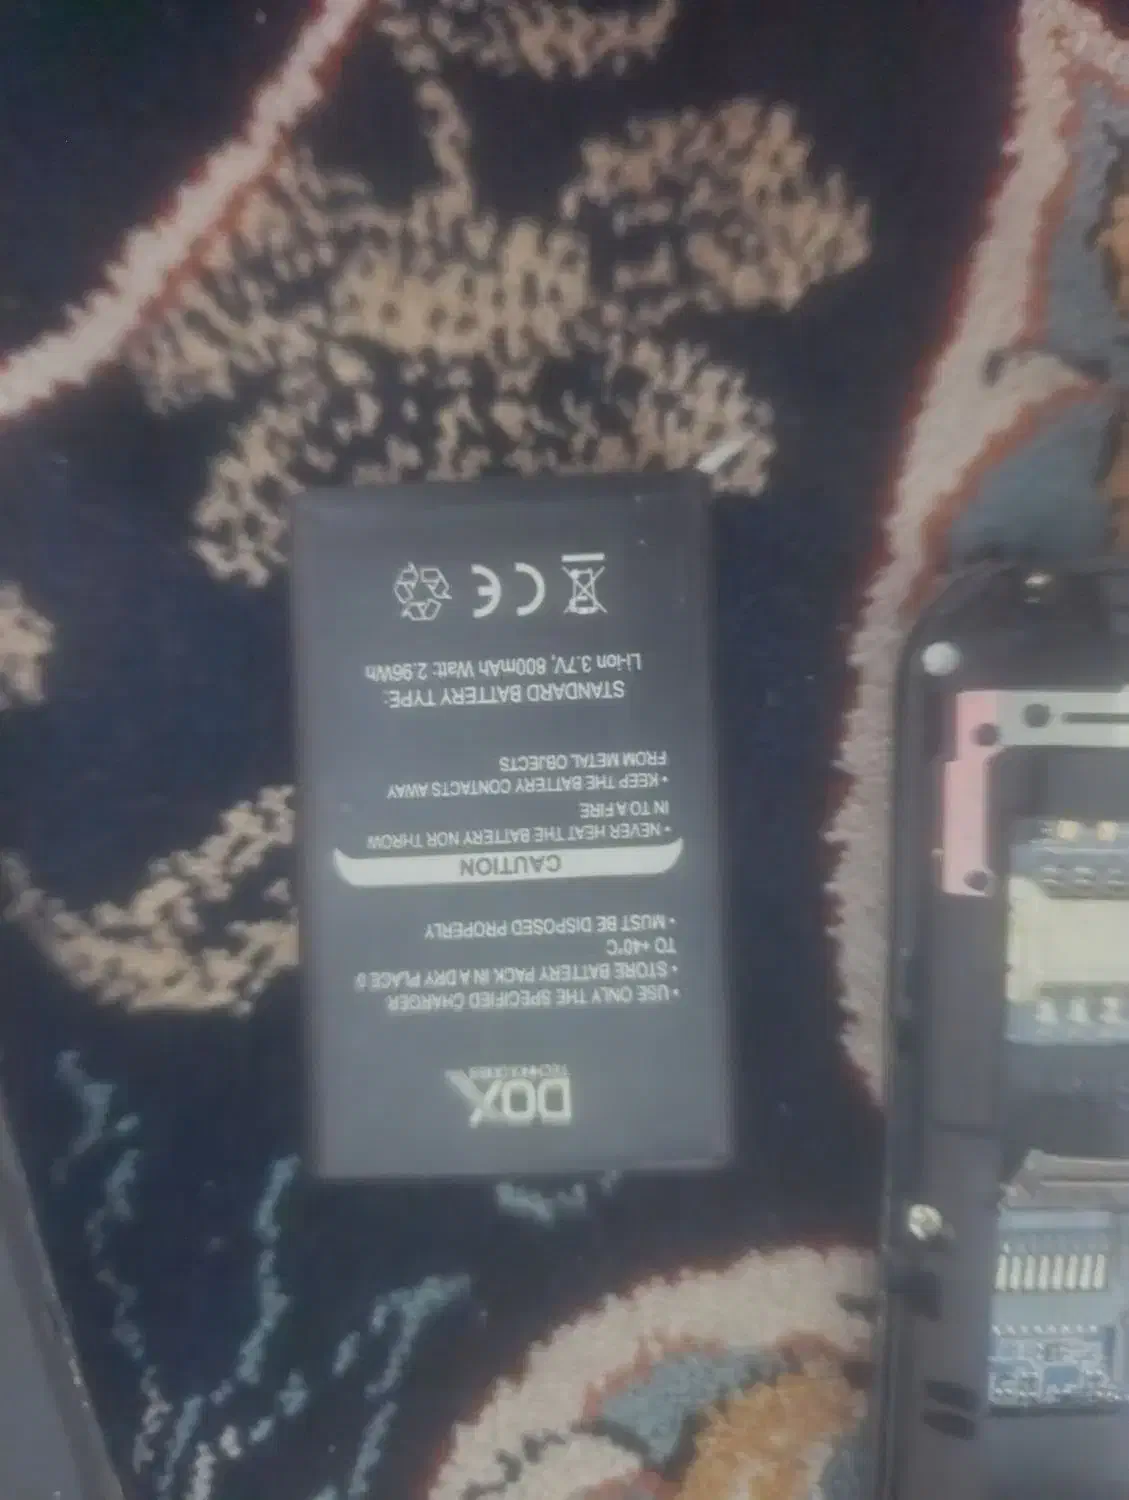 DOX
TECHNOLOGIES
• USE ONLY THE SPECIFIED CHARGER
• STORE BATTERY PACK IN A DRY PLACE 0
TO +40°C
• MUST BE DISPOSED PROPERLY
CAUTION
• NEVER HEAT THE BATTERY NOR THROW
IN TO A FIRE
• KEEP THE BATTERY CONTACTS AWAY
FROM METAL OBJECTS
STANDARD BATTERY TYPE:
Li-ion 3.7V, 800mAh Watt: 2.96Wh
CE